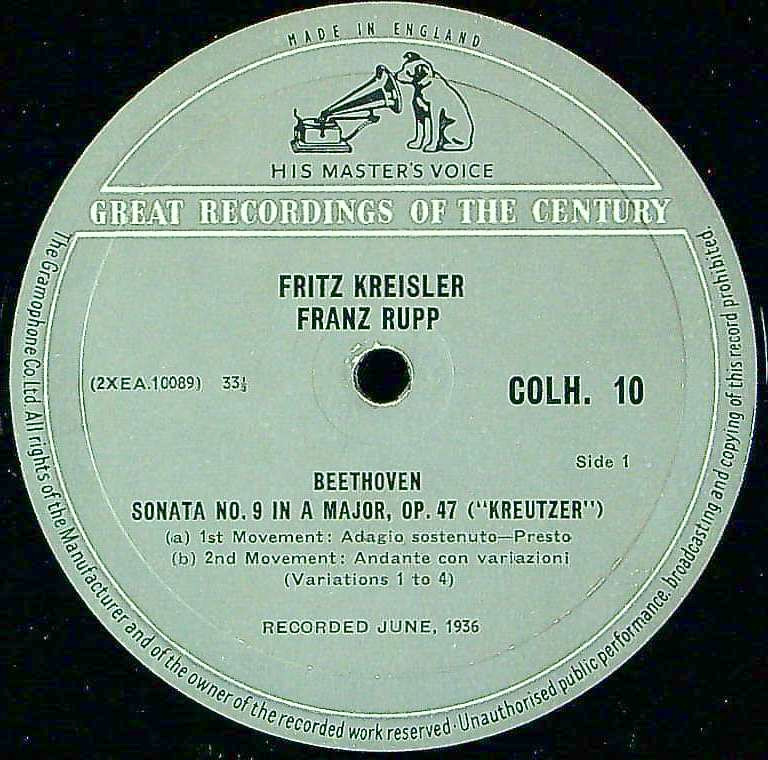 MADE IN ENGLAND
HIS MASTER'S VOICE
GREAT RECORDINGS OF THE CENTURY
FRITZ KREISLER
FRANZ RUPP
(2XEA.10089) 33⅓
COLH. 10
Side 1
BEETHOVEN
SONATA NO. 9 IN A MAJOR, OP. 47 ("KREUTZER")
(a) 1st Movement: Adagio sostenuto—Presto
(b) 2nd Movement: Andante con variazioni
(Variations 1 to 4)
RECORDED JUNE, 1936
The Gramophone Co. Ltd. All rights of the Manufacturer and of the owner of the recorded work reserved · Unauthorised public performance, broadcasting and copying of this record prohibited